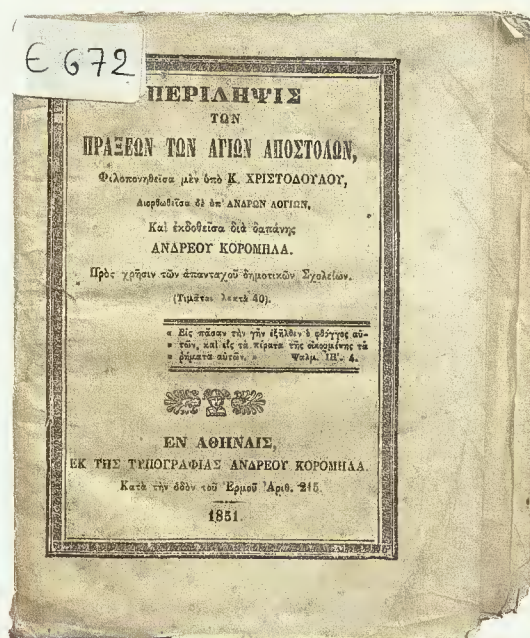 Є 672
ΠΕΡΙΛΗΨΙΣ
ΤΩΝ
ΠΡΑΞΕΩΝ ΤΩΝ ΑΓΙΩΝ ΑΠΟΣΤΟΛΩΝ,
Φιλοπονηθεῖσα μὲν ὑπὸ Κ. ΧΡΙΣΤΟΔΟΥΛΟΥ,
Διορθωθεῖσα δὲ ὑπ' ΑΝΔΡΩΝ ΛΟΓΙΩΝ,
Καὶ ἐκδοθεῖσα διὰ δαπάνης
ΑΝΔΡΕΟΥ ΚΟΡΟΜΗΛΑ.
Πρὸς χρῆσιν τῶν ἁπανταχοῦ δημοτικῶν Σχολείων.
(Τιμᾶται λεπτὰ 40).
« Εἰς πᾶσαν τὴν γῆν ἐξῆλθεν ὁ φθόγγος αὐ-
» τῶν, καὶ εἰς τὰ πέρατα τῆς οἰκουμένης τὰ
» ῥήματα αὐτῶν. » Ψαλμ. ΙΗ'. 4.
ΕΝ ΑΘΗΝΑΙΣ,
ΕΚ ΤΗΣ ΤΥΠΟΓΡΑΦΙΑΣ ΑΝΔΡΕΟΥ ΚΟΡΟΜΗΛΑ.
Κατὰ τὴν ὁδὸν τοῦ Ἑρμοῦ Ἀριθ. 215.
1851.